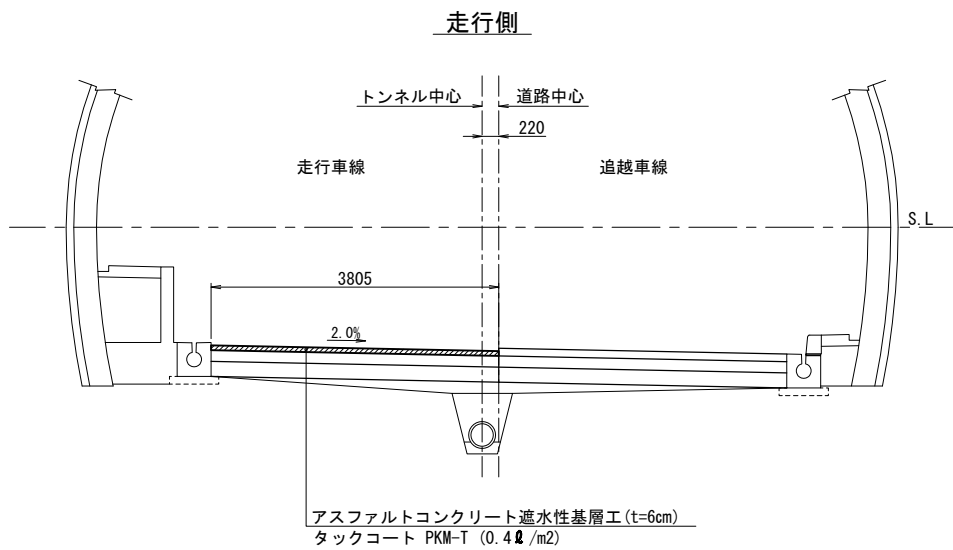 走行側
トンネル中心
道路中心
220
走行車線
追越車線
S.L
3805
2.0%
アスファルトコンクリート遮水性基層工(t=6cm)
タックコート PKM-T (0.4ℓ/m2)